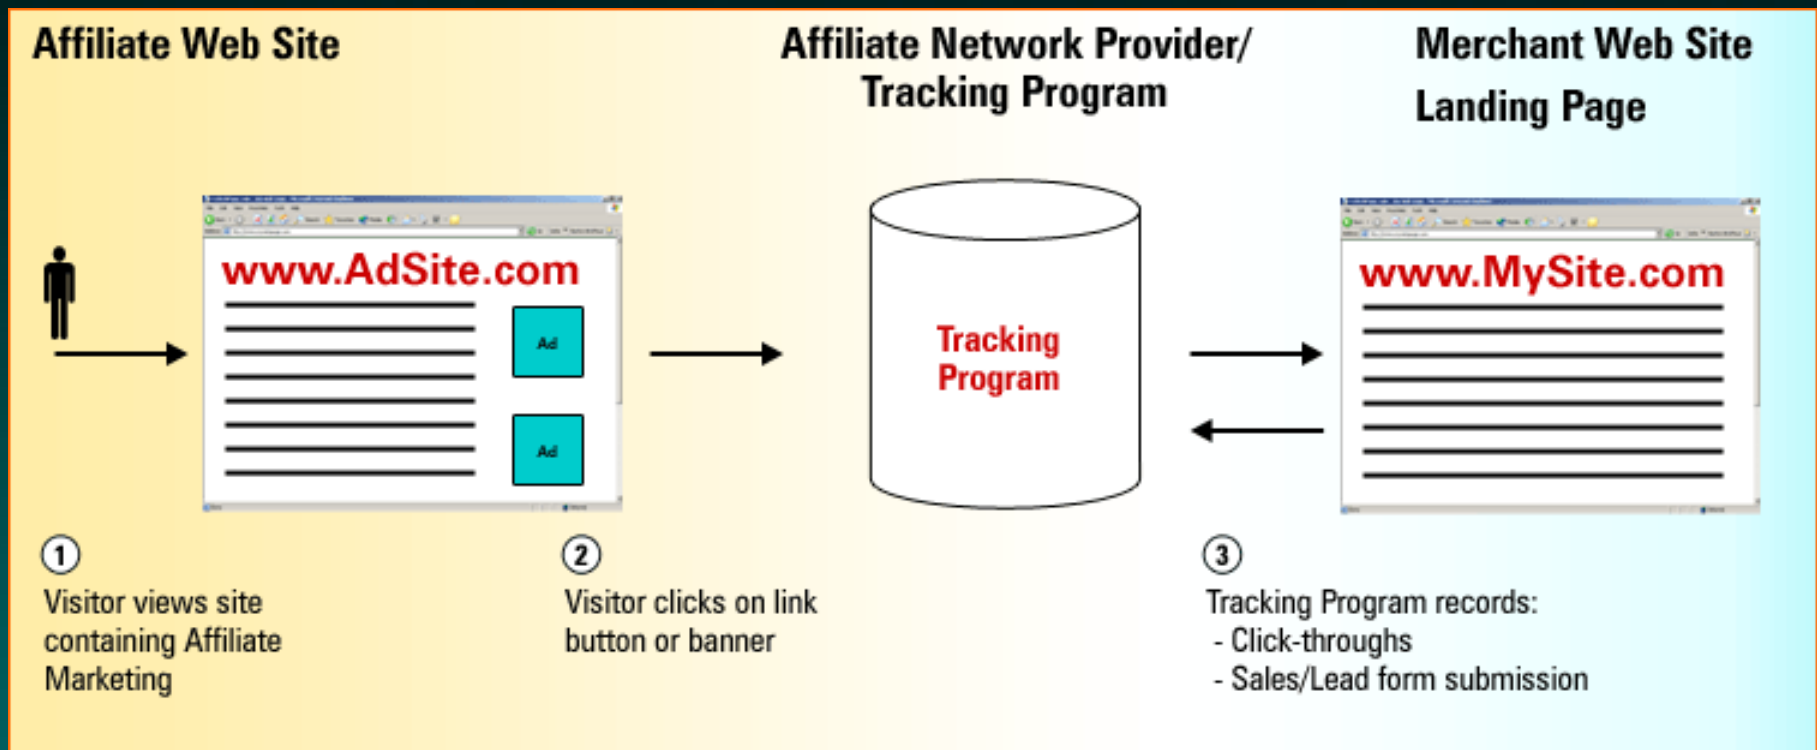 Affiliate Web Site
Affiliate Network Provider/
Tracking Program
Merchant Web Site
Landing Page
www.AdSite.com
Ad
Ad
Tracking
Program
www.MySite.com
1
Visitor views site
containing Affiliate
Marketing
2
Visitor clicks on link
button or banner
3
Tracking Program records:
- Click-throughs
- Sales/Lead form submission